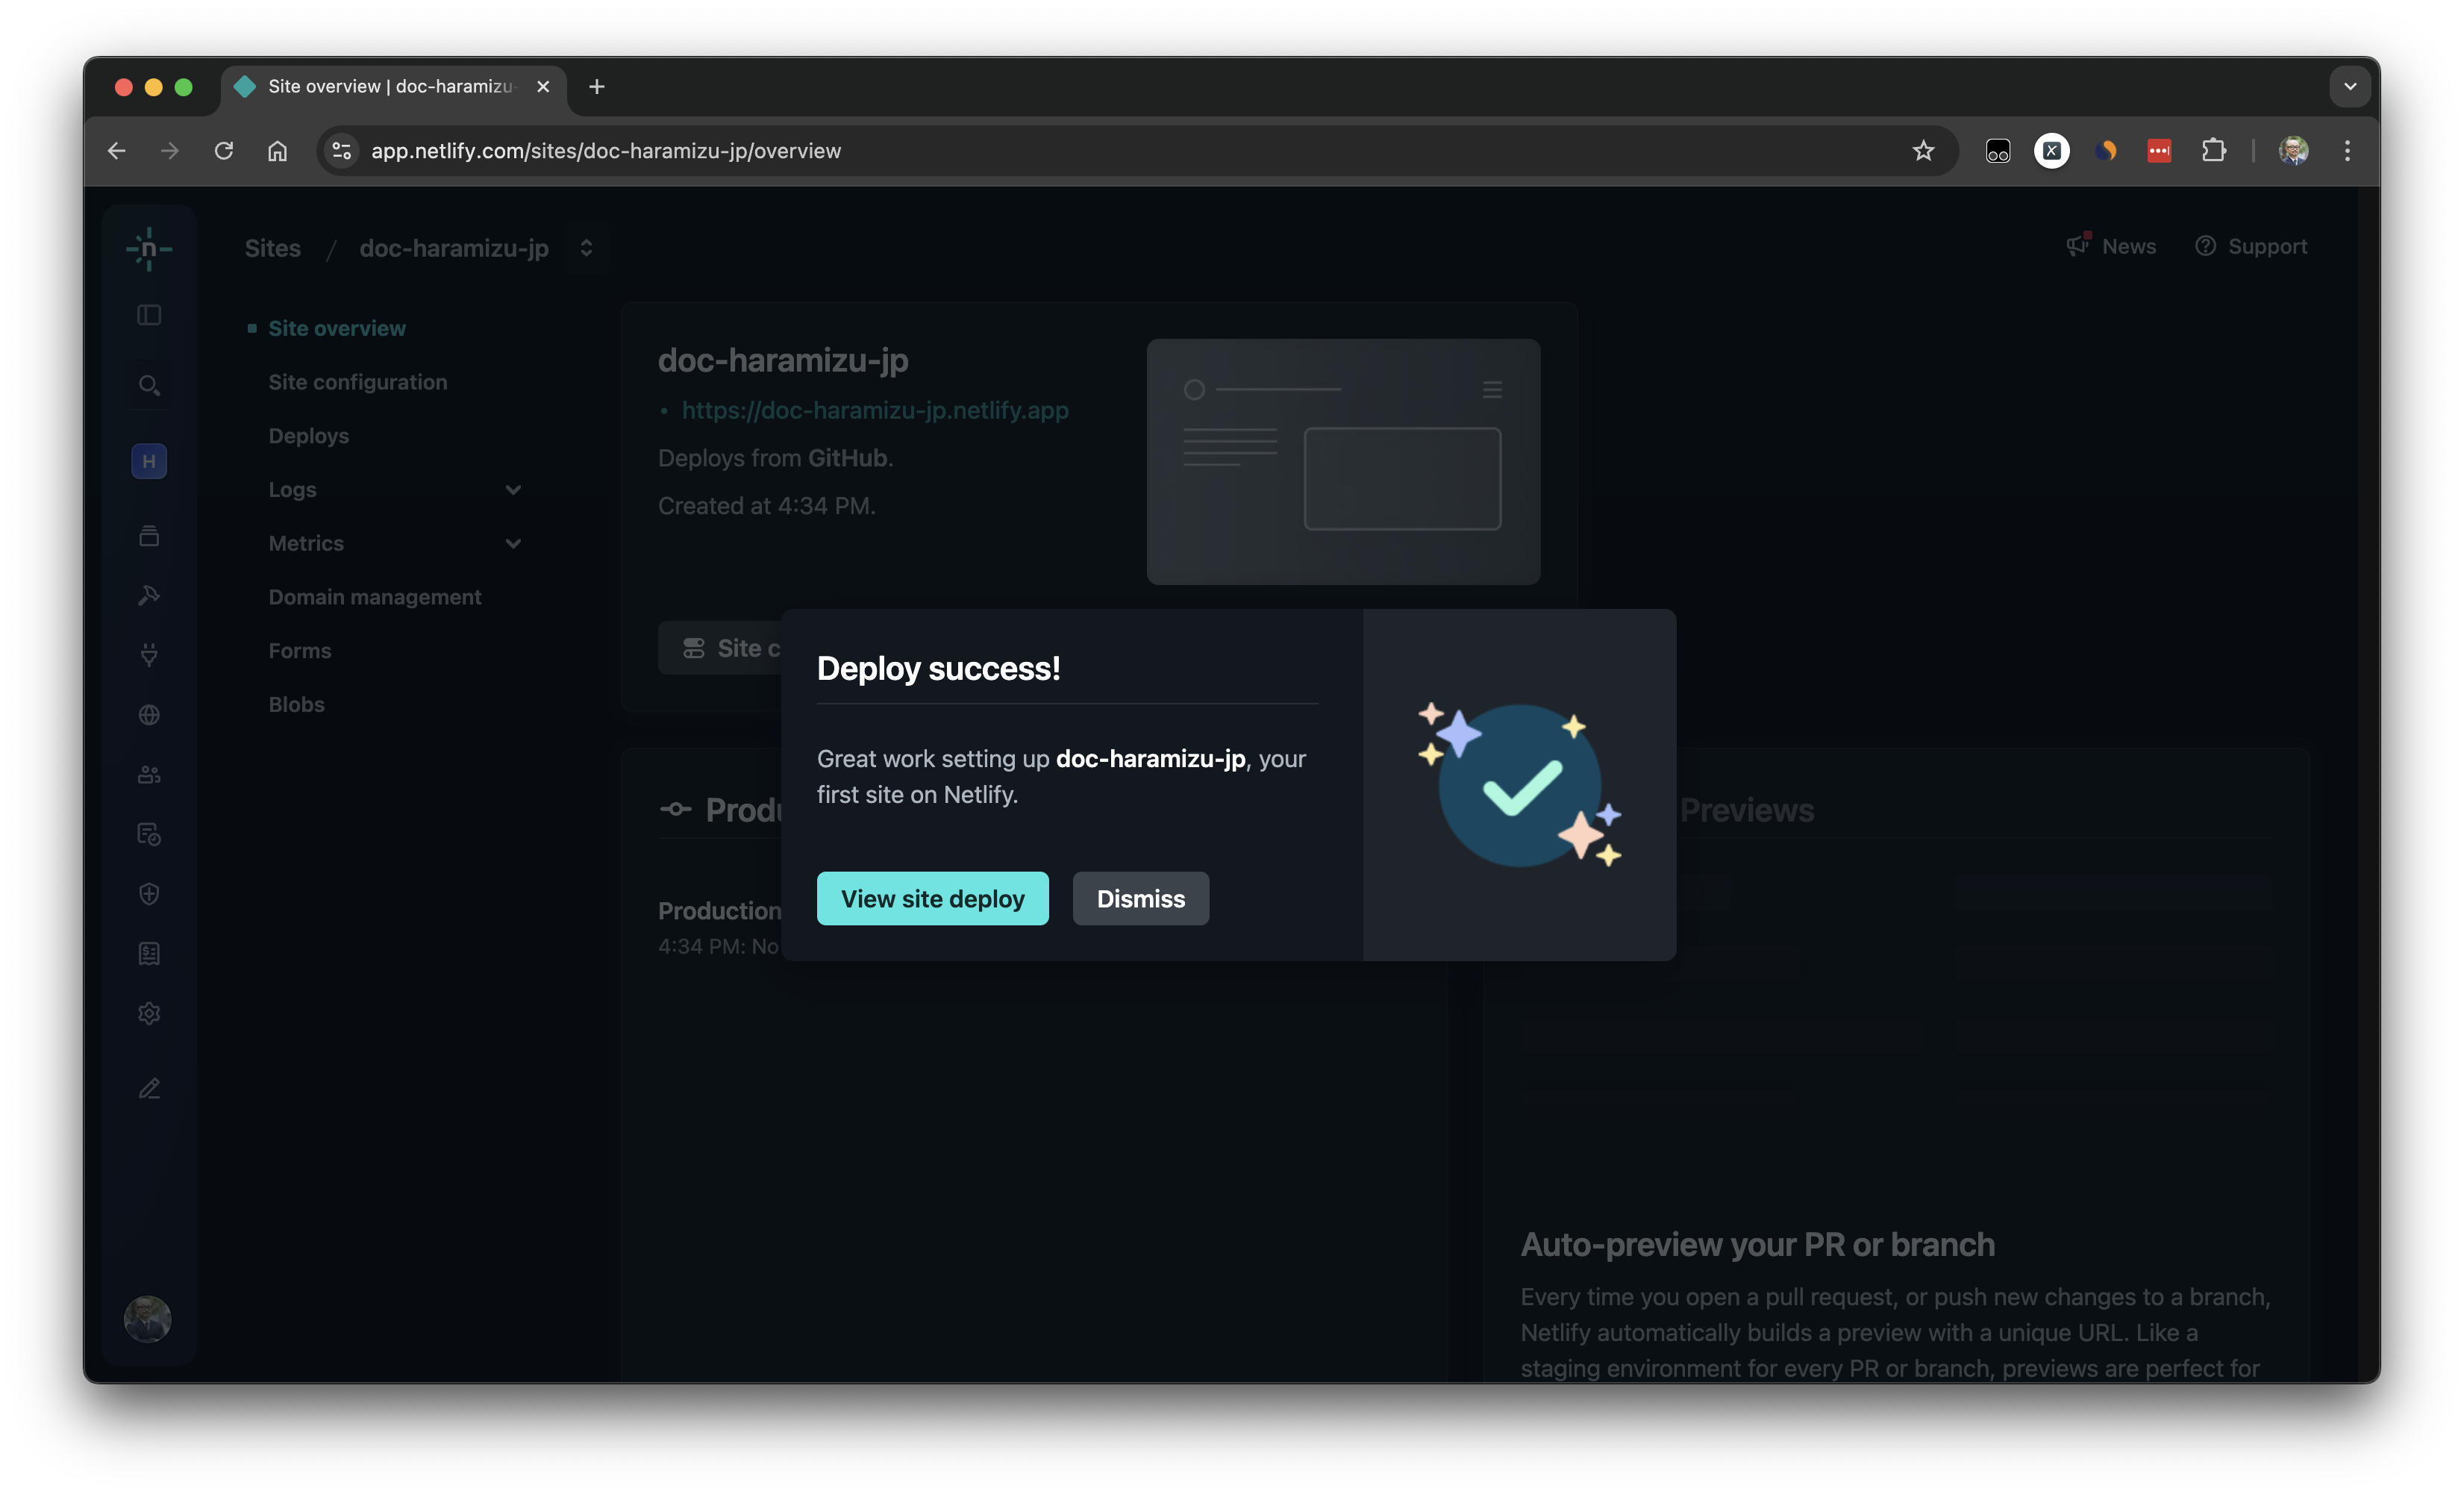 Site overview | doc-haramizu-
app.netlify.com/sites/doc-haramizu-jp/overview
Sites / doc-haramizu-jp
News
Support
Site overview
Site configuration
Deploys
Logs
Metrics
Domain management
Forms
Blobs
H
doc-haramizu-jp
https://doc-haramizu-jp.netlify.app
Deploys from GitHub.
Created at 4:34 PM.
Site c
Deploy success!
Great work setting up doc-haramizu-jp, your
first site on Netlify.
View site deploy
Dismiss
Produ
Production
4:34 PM: No
Previews
Auto-preview your PR or branch
Every time you open a pull request, or push new changes to a branch,
Netlify automatically builds a preview with a unique URL. Like a
staging environment for every PR or branch, previews are perfect for